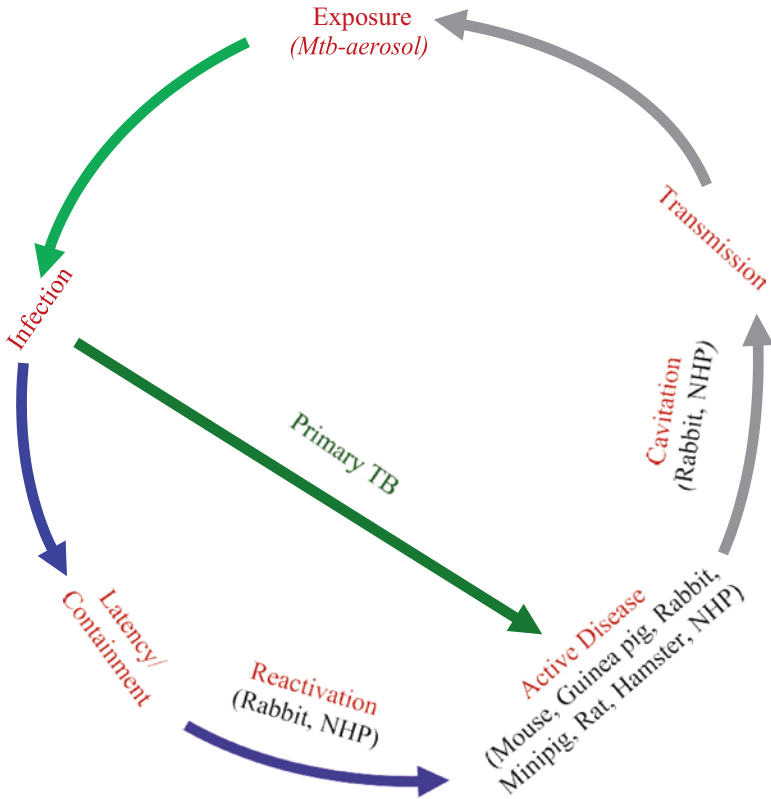 Exposure
(Mtb-aerosol)
Infection
Primary TB
Latency/
Containment
Reactivation
(Rabbit, NHP)
Active Disease
(Mouse, Guinea pig, Rabbit,
Minipig, Rat, Hamster, NHP)
Cavitation
(Rabbit, NHP)
Transmission